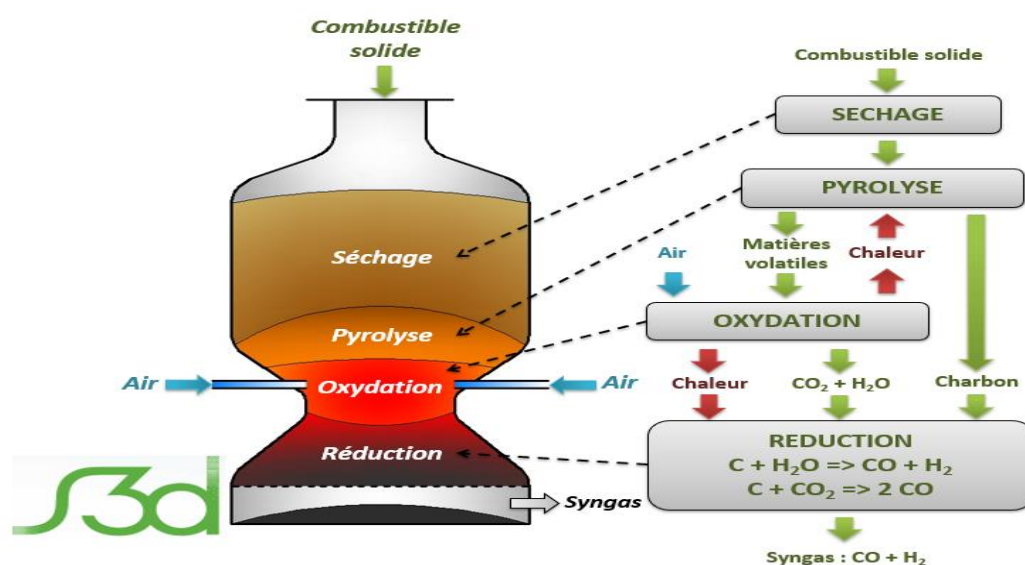 Combustible
solide
Séchage
Pyrolyse
Air
Oxydation
Air
Réduction
Syngas
S3d
Combustible solide
SECHAGE
PYROLYSE
Air
Matières
volatiles
Chaleur
OXYDATION
Chaleur
CO₂ + H₂O
Charbon
REDUCTION
C + H₂O => CO + H₂
C + CO₂ => 2 CO
Syngas : CO + H₂